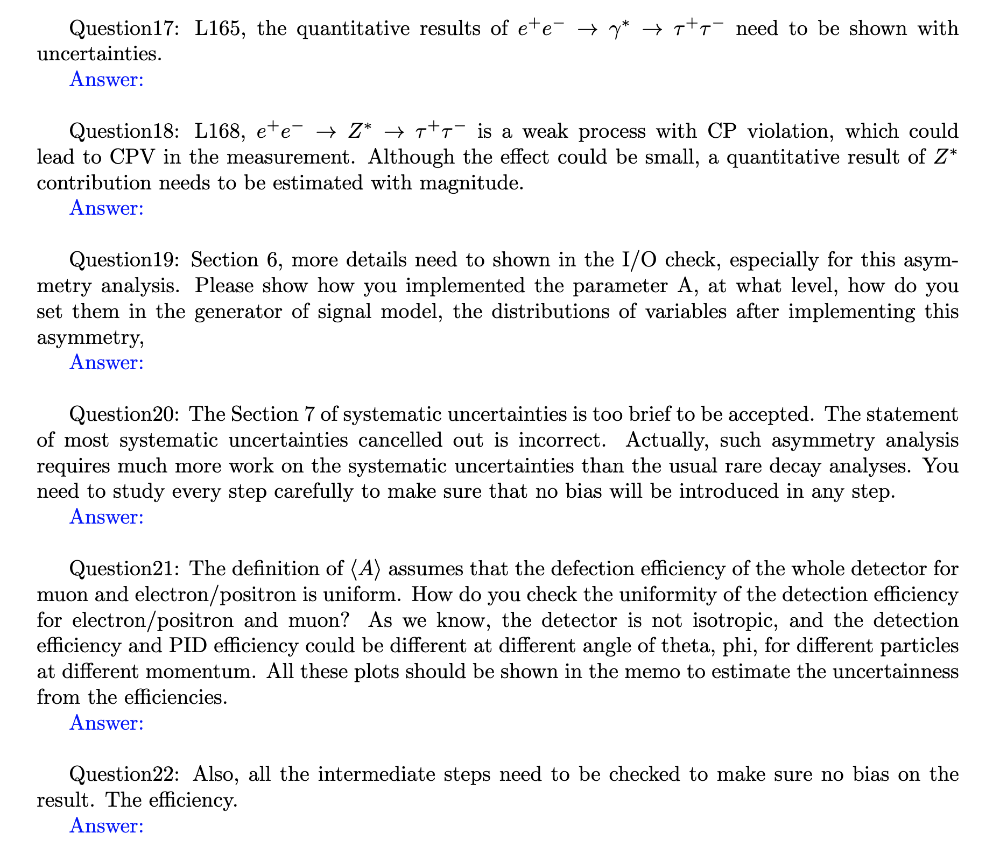 Question17: L165, the quantitative results of e⁺e⁻ → γ* → τ⁺τ⁻ need to be shown with
uncertainties.
Answer:
Question18: L168, e⁺e⁻ → Z* → τ⁺τ⁻ is a weak process with CP violation, which could
lead to CPV in the measurement. Although the effect could be small, a quantitative result of Z*
contribution needs to be estimated with magnitude.
Answer:
Question19: Section 6, more details need to shown in the I/O check, especially for this asym-
metry analysis. Please show how you implemented the parameter A, at what level, how do you
set them in the generator of signal model, the distributions of variables after implementing this
asymmetry,
Answer:
Question20: The Section 7 of systematic uncertainties is too brief to be accepted. The statement
of most systematic uncertainties cancelled out is incorrect. Actually, such asymmetry analysis
requires much more work on the systematic uncertainties than the usual rare decay analyses. You
need to study every step carefully to make sure that no bias will be introduced in any step.
Answer:
Question21: The definition of ⟨A⟩ assumes that the defection efficiency of the whole detector for
muon and electron/positron is uniform. How do you check the uniformity of the detection efficiency
for electron/positron and muon? As we know, the detector is not isotropic, and the detection
efficiency and PID efficiency could be different at different angle of theta, phi, for different particles
at different momentum. All these plots should be shown in the memo to estimate the uncertainness
from the efficiencies.
Answer:
Question22: Also, all the intermediate steps need to be checked to make sure no bias on the
result. The efficiency.
Answer: